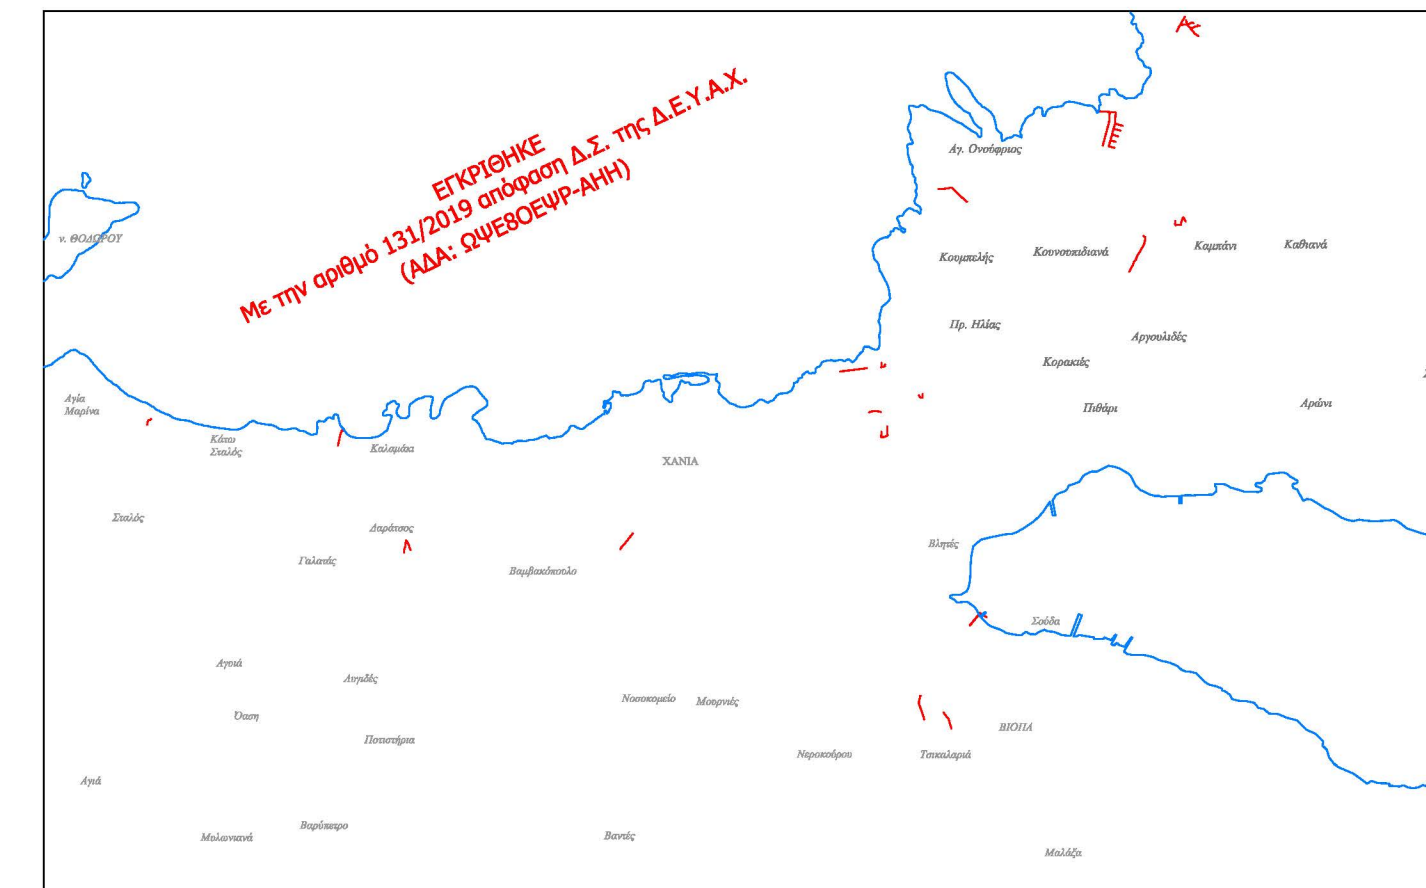 ΕΓΚΡΙΘΗΚΕ
Με την αριθμό 131/2019 απόφαση Δ.Σ. της Δ.Ε.Υ.Α.Χ.
(ΑΔΑ: ΩΨΕ8ΟΕΨΡ-ΑΗΗ)
Αγ. Ονούφριος
ν. ΘΟΔΩΡΟΥ
Κουμπελής
Κουνουπιδιανά
Καμπάνι
Καθιανά
Πρ. Ηλίας
Αργουλιδές
Κορακιές
Αγία
Μαρίνα
Πιθάρι
Αρώνι
Κάτω
Σταλός
Καλαμάκι
ΧΑΝΙΑ
Σταλός
Δαράτσος
Γαλατάς
Βαμβακόπουλο
Βλητές
Σούδα
Αγυιά
Λυγιδές
Νοσοκομείο
Μουρνιές
Όαση
Ποτιστήρια
ΒΙΟΠΑ
Νεροκούρου
Τσικαλαριά
Αγιά
Μυλωνιανά
Βαρύπετρο
Βαντές
Μαλάξα